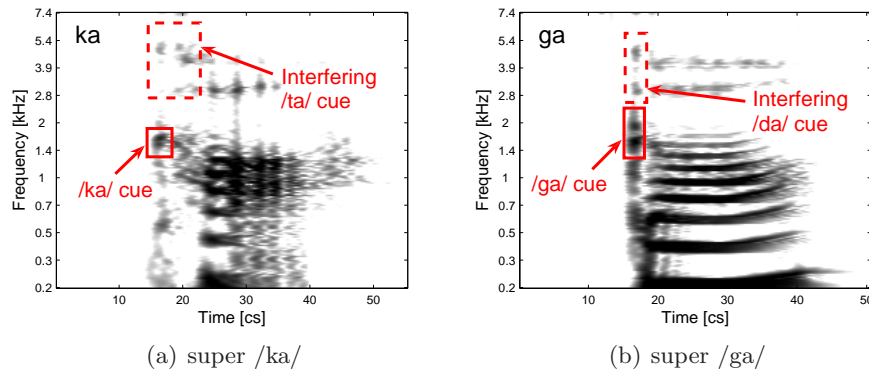 ka
7.4
5.4
3.9
2.8
2
1.4
1
0.7
0.5
0.3
0.2
Frequency [kHz]
Interfering
/ta/ cue
/ka/ cue
10 20 30 40 50
Time [cs]
(a) super /ka/
ga
7.4
5.4
3.9
2.8
2
1.4
1
0.7
0.5
0.3
0.2
Frequency [kHz]
Interfering
/da/ cue
/ga/ cue
10 20 30 40 50
Time [cs]
(b) super /ga/